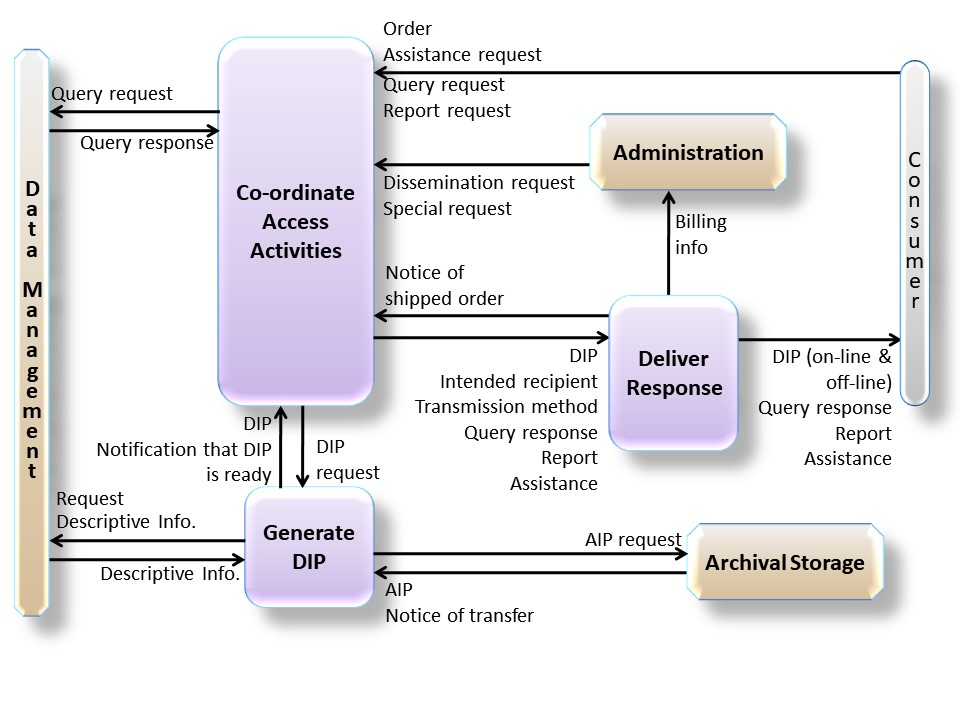 Order
Assistance request
Query request
Report request
Query request
Query response
Data Management
Co-ordinate
Access
Activities
Administration
Consumer
Dissemination request
Special request
Billing
info
Notice of
shipped order
Deliver
Response
DIP
Intended recipient
Transmission method
Query response
Report
Assistance
DIP (on-line &
off-line)
Query response
Report
Assistance
DIP
Notification that DIP
is ready
DIP
request
Request
Descriptive Info.
Descriptive Info.
Generate
DIP
AIP request
AIP
Notice of transfer
Archival Storage